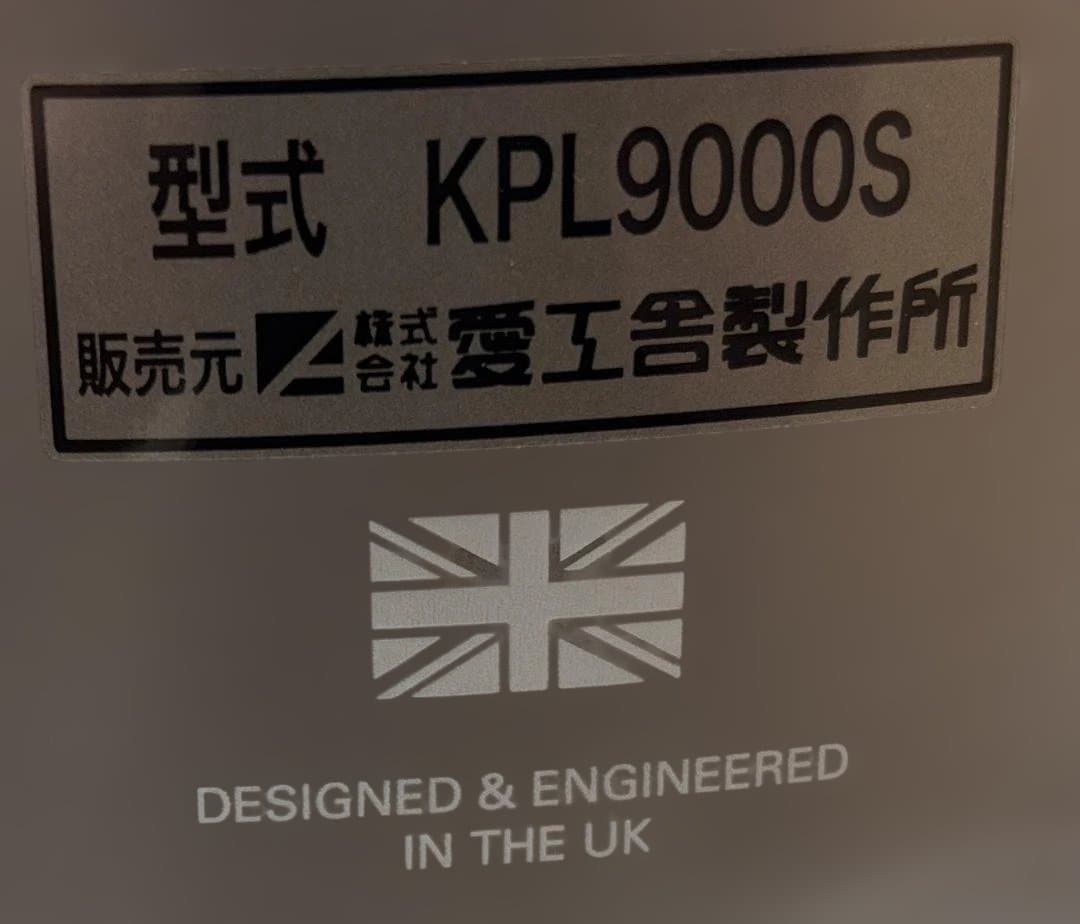 型式 KPL9000S
販売元 株式会社 愛工舎製作所
DESIGNED & ENGINEERED
IN THE UK